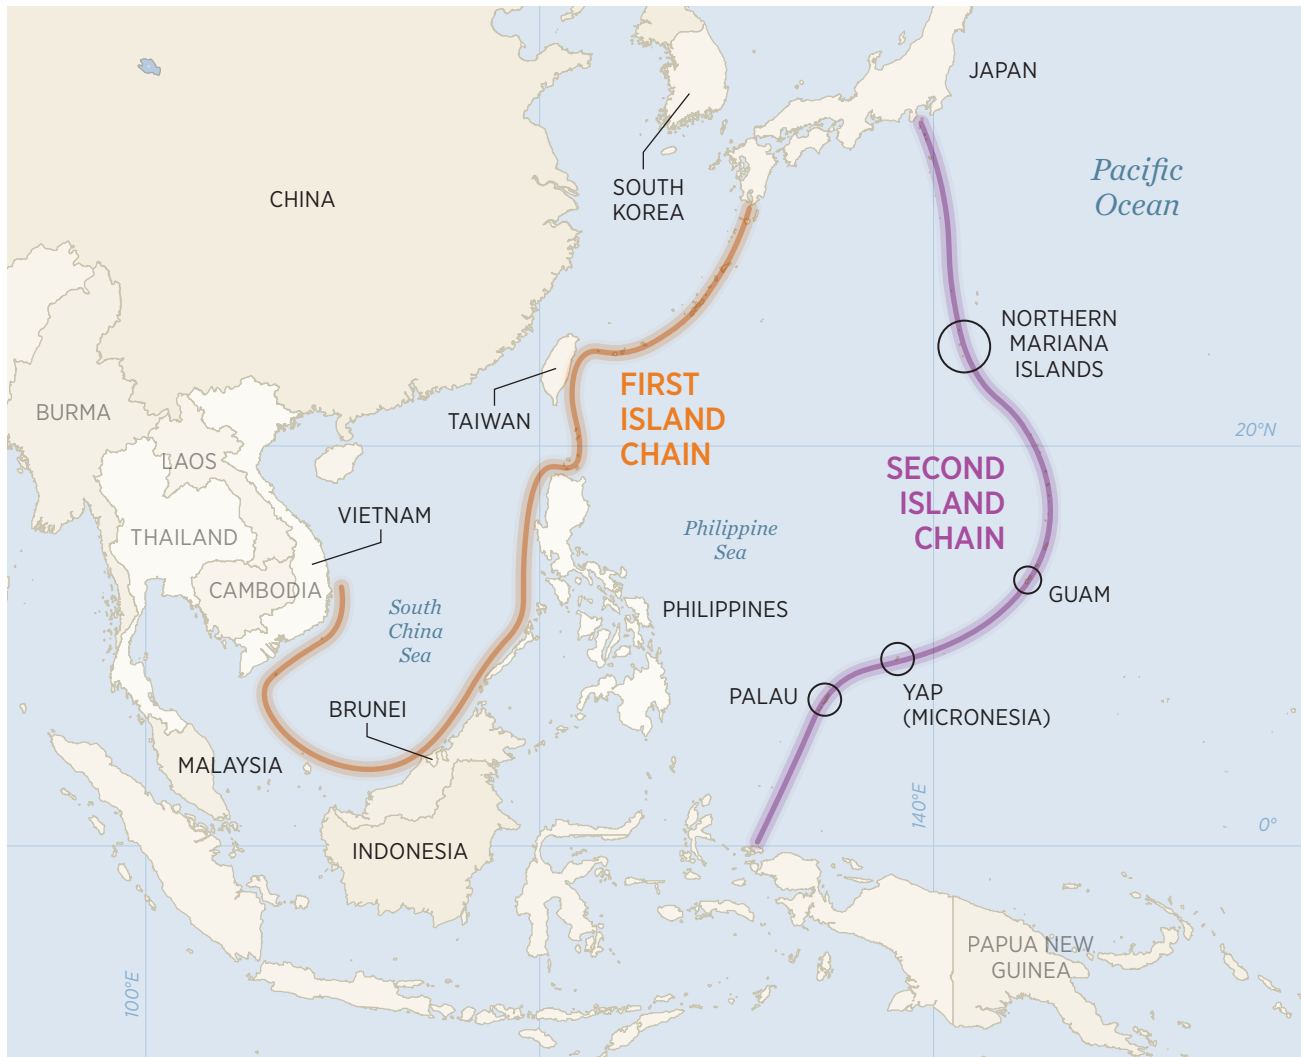 JAPAN
Pacific
Ocean
CHINA
SOUTH
KOREA
NORTHERN
MARIANA
ISLANDS
FIRST
ISLAND
CHAIN
TAIWAN
BURMA
20°N
LAOS
SECOND
ISLAND
CHAIN
VIETNAM
THAILAND
Philippine
Sea
CAMBODIA
GUAM
South
China
Sea
PHILIPPINES
PALAU
YAP
(MICRONESIA)
BRUNEI
MALAYSIA
140°E
0°
INDONESIA
PAPUA NEW
GUINEA
100°E